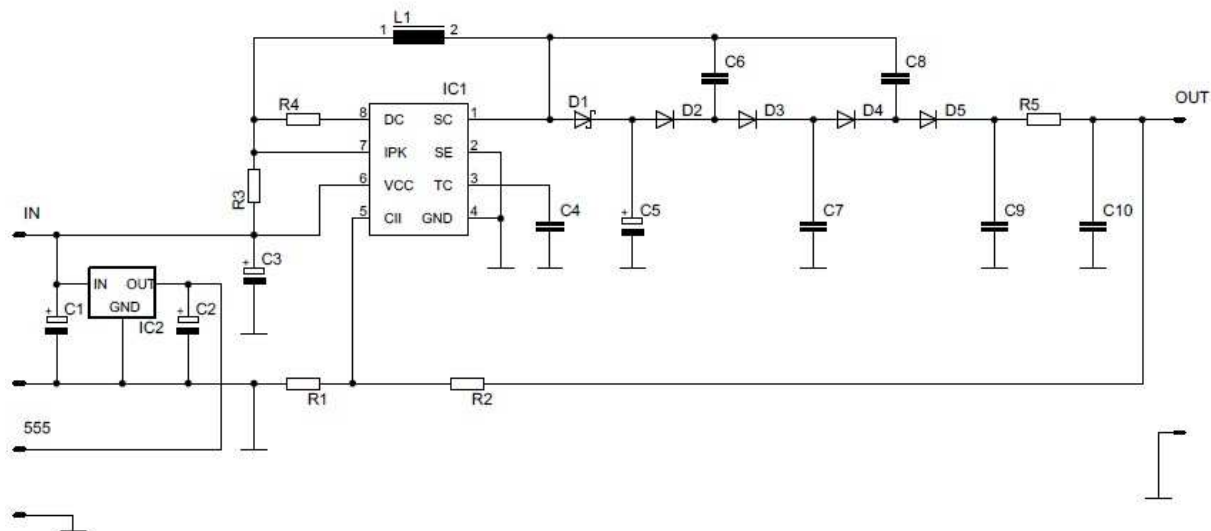 L1
1 2
C6
C8
IC1
R4
D1
D2
D3
D4
D5
R5
OUT
8 DC SC 1
7 IPK SE 2
6 VCC TC 3
5 CII GND 4
R3
IN
C4
+ C5
C7
C9
C10
+ C3
IN OUT
GND
IC2
+ C1
+ C2
R1
R2
555